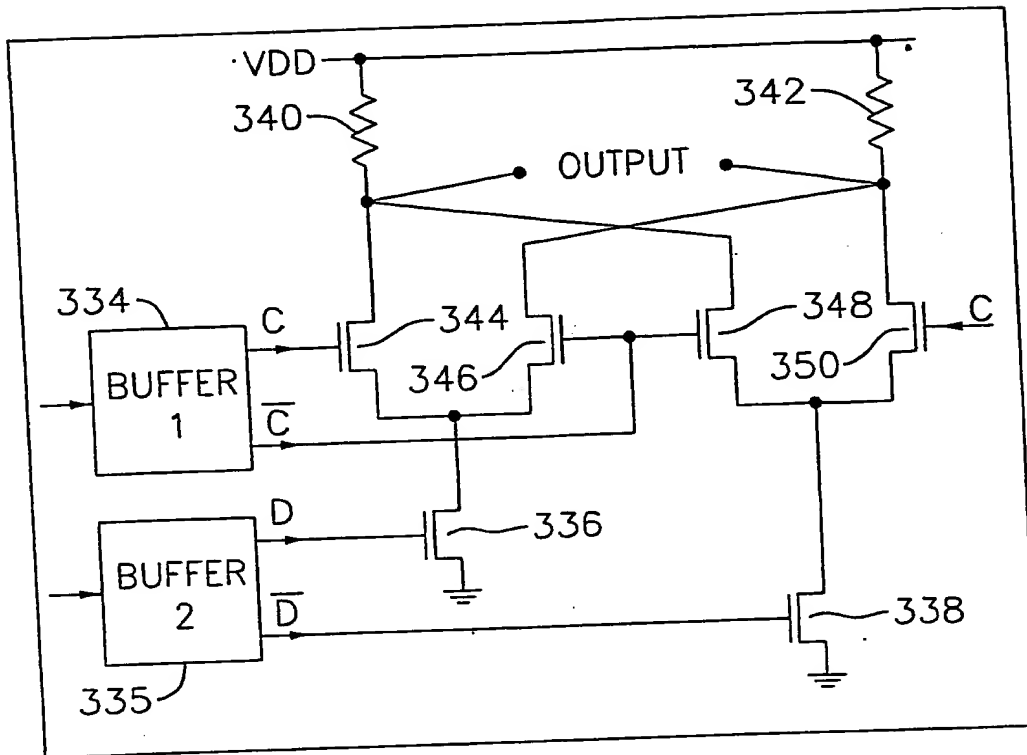 VDD
340
342
OUTPUT
334
C
344
348
C
BUFFER
1
346
350
C̅
D
336
BUFFER
2
D̅
338
335